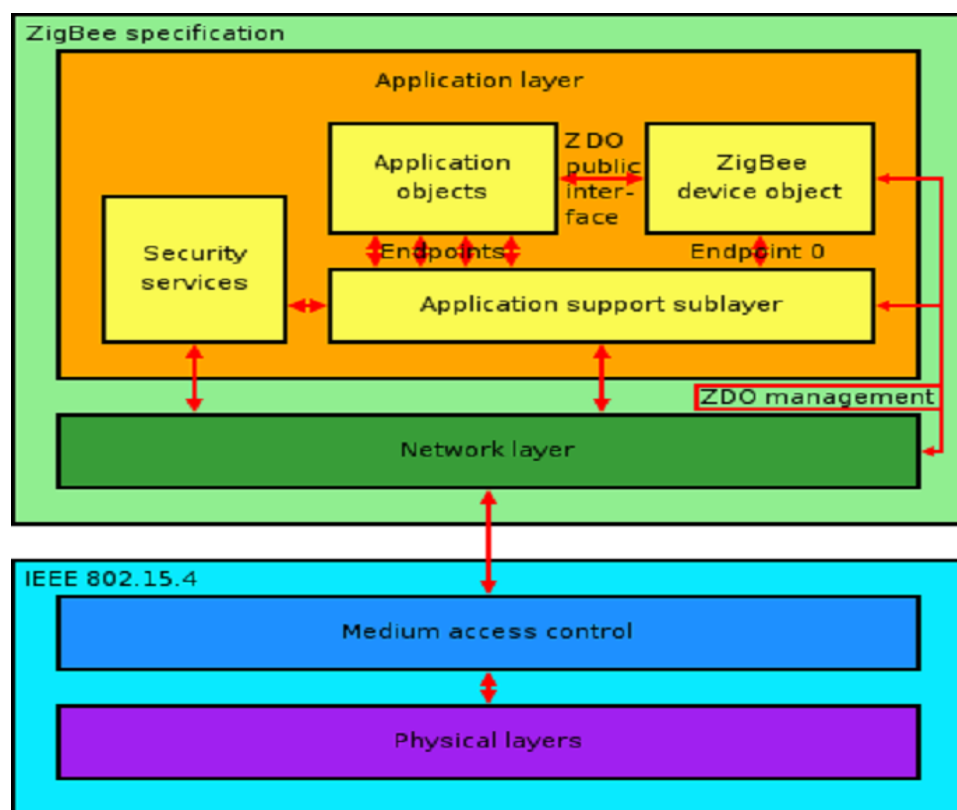 ZigBee specification
Application layer
Application
objects
ZDO
public
inter-
face
ZigBee
device object
Security
services
Endpoints
Endpoint 0
Application support sublayer
ZDO management
Network layer
IEEE 802.15.4
Medium access control
Physical layers